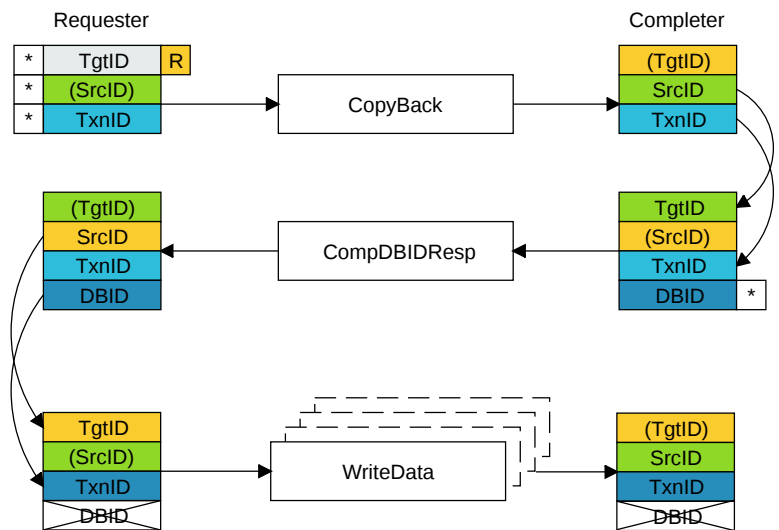 Requester
Completer
* TgtID R
* (SrcID)
* TxnID
CopyBack
(TgtID)
SrcID
TxnID
(TgtID)
SrcID
TxnID
DBID
CompDBIDResp
TgtID
(SrcID)
TxnID
DBID *
TgtID
(SrcID)
TxnID
DBID
WriteData
(TgtID)
SrcID
TxnID
DBID